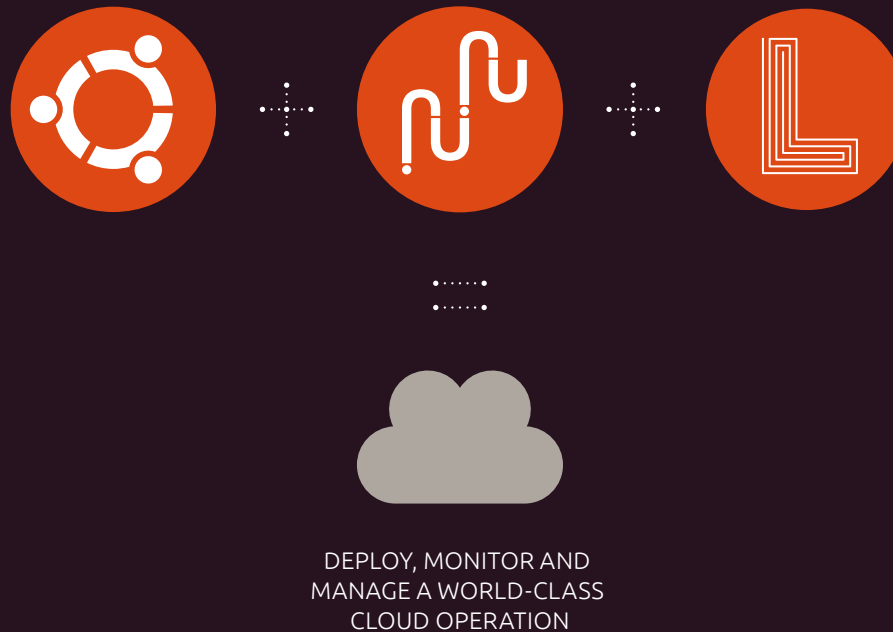 DEPLOY, MONITOR AND
MANAGE A WORLD-CLASS
CLOUD OPERATION